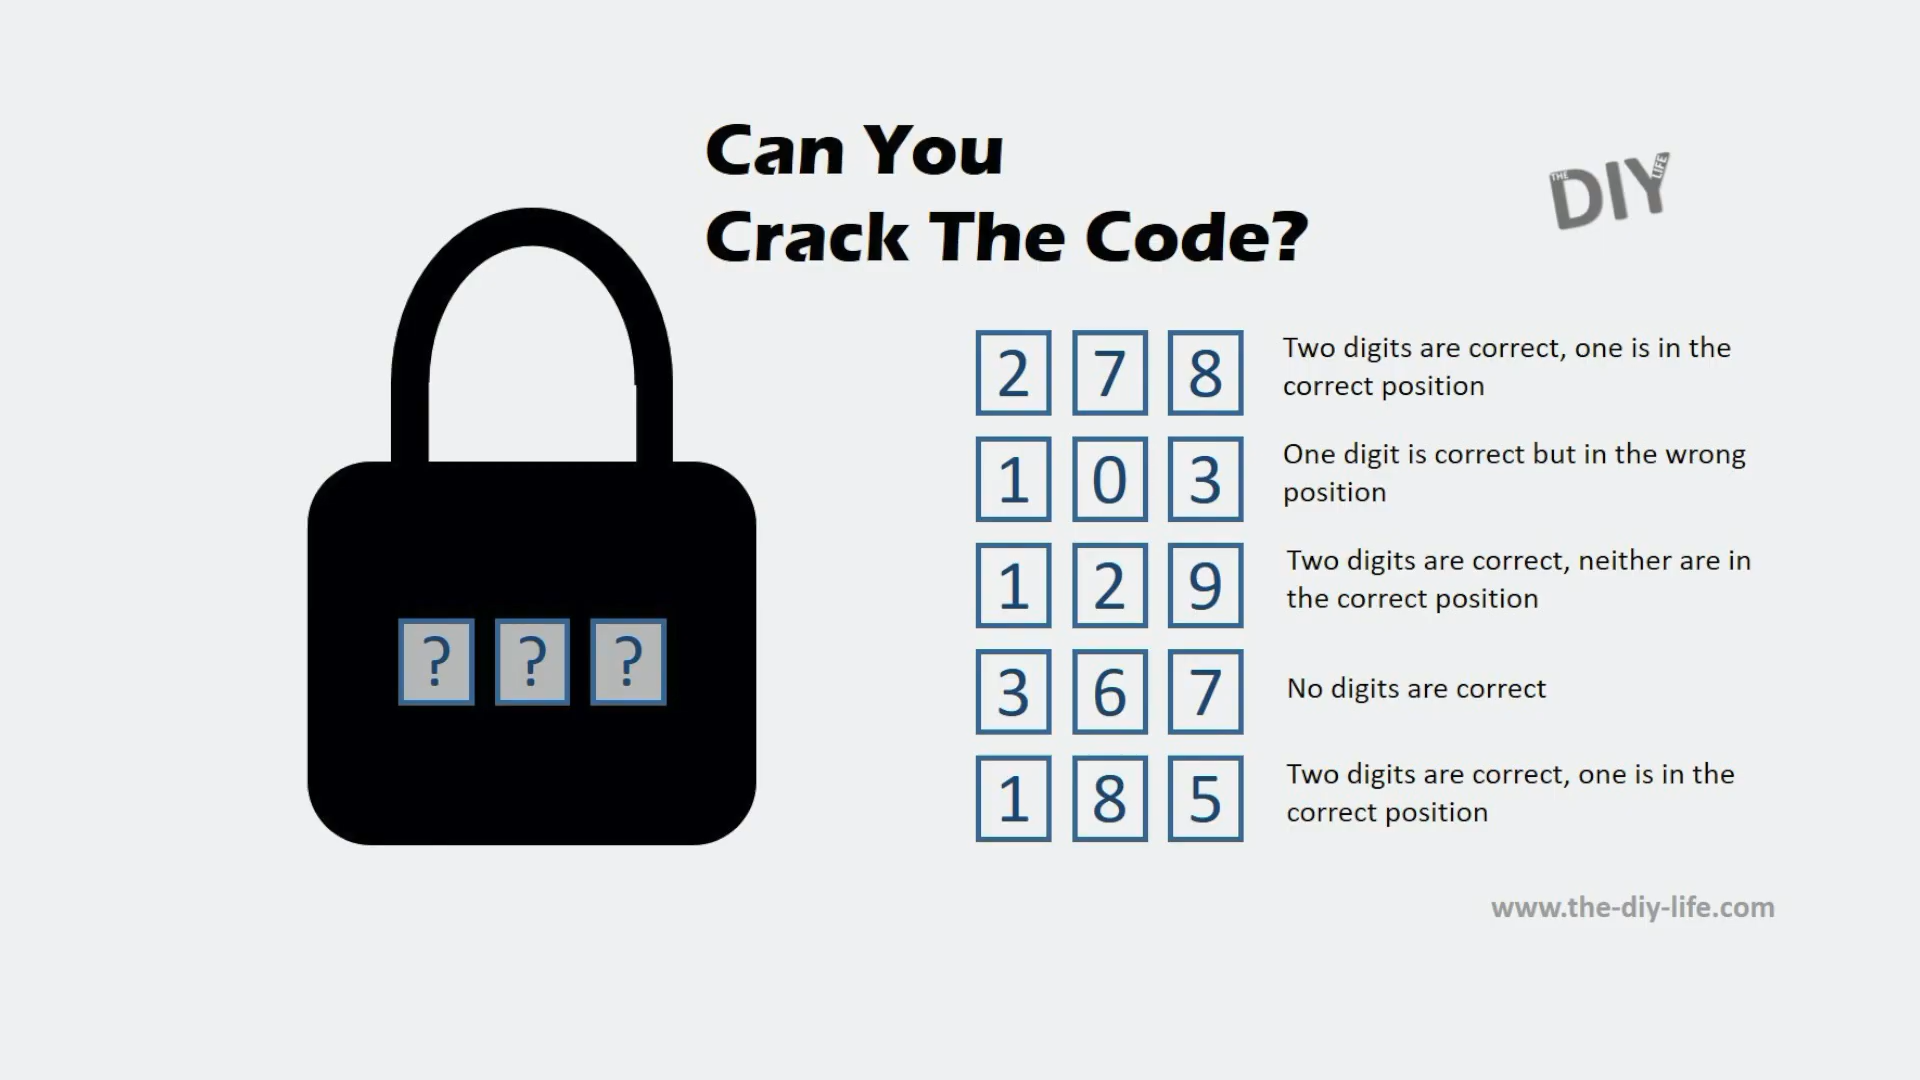 Can You
Crack The Code?
THE DIY LIFE
2 7 8
Two digits are correct, one is in the
correct position
1 0 3
One digit is correct but in the wrong
position
1 2 9
Two digits are correct, neither are in
the correct position
3 6 7
No digits are correct
1 8 5
Two digits are correct, one is in the
correct position
? ? ?
www.the-diy-life.com